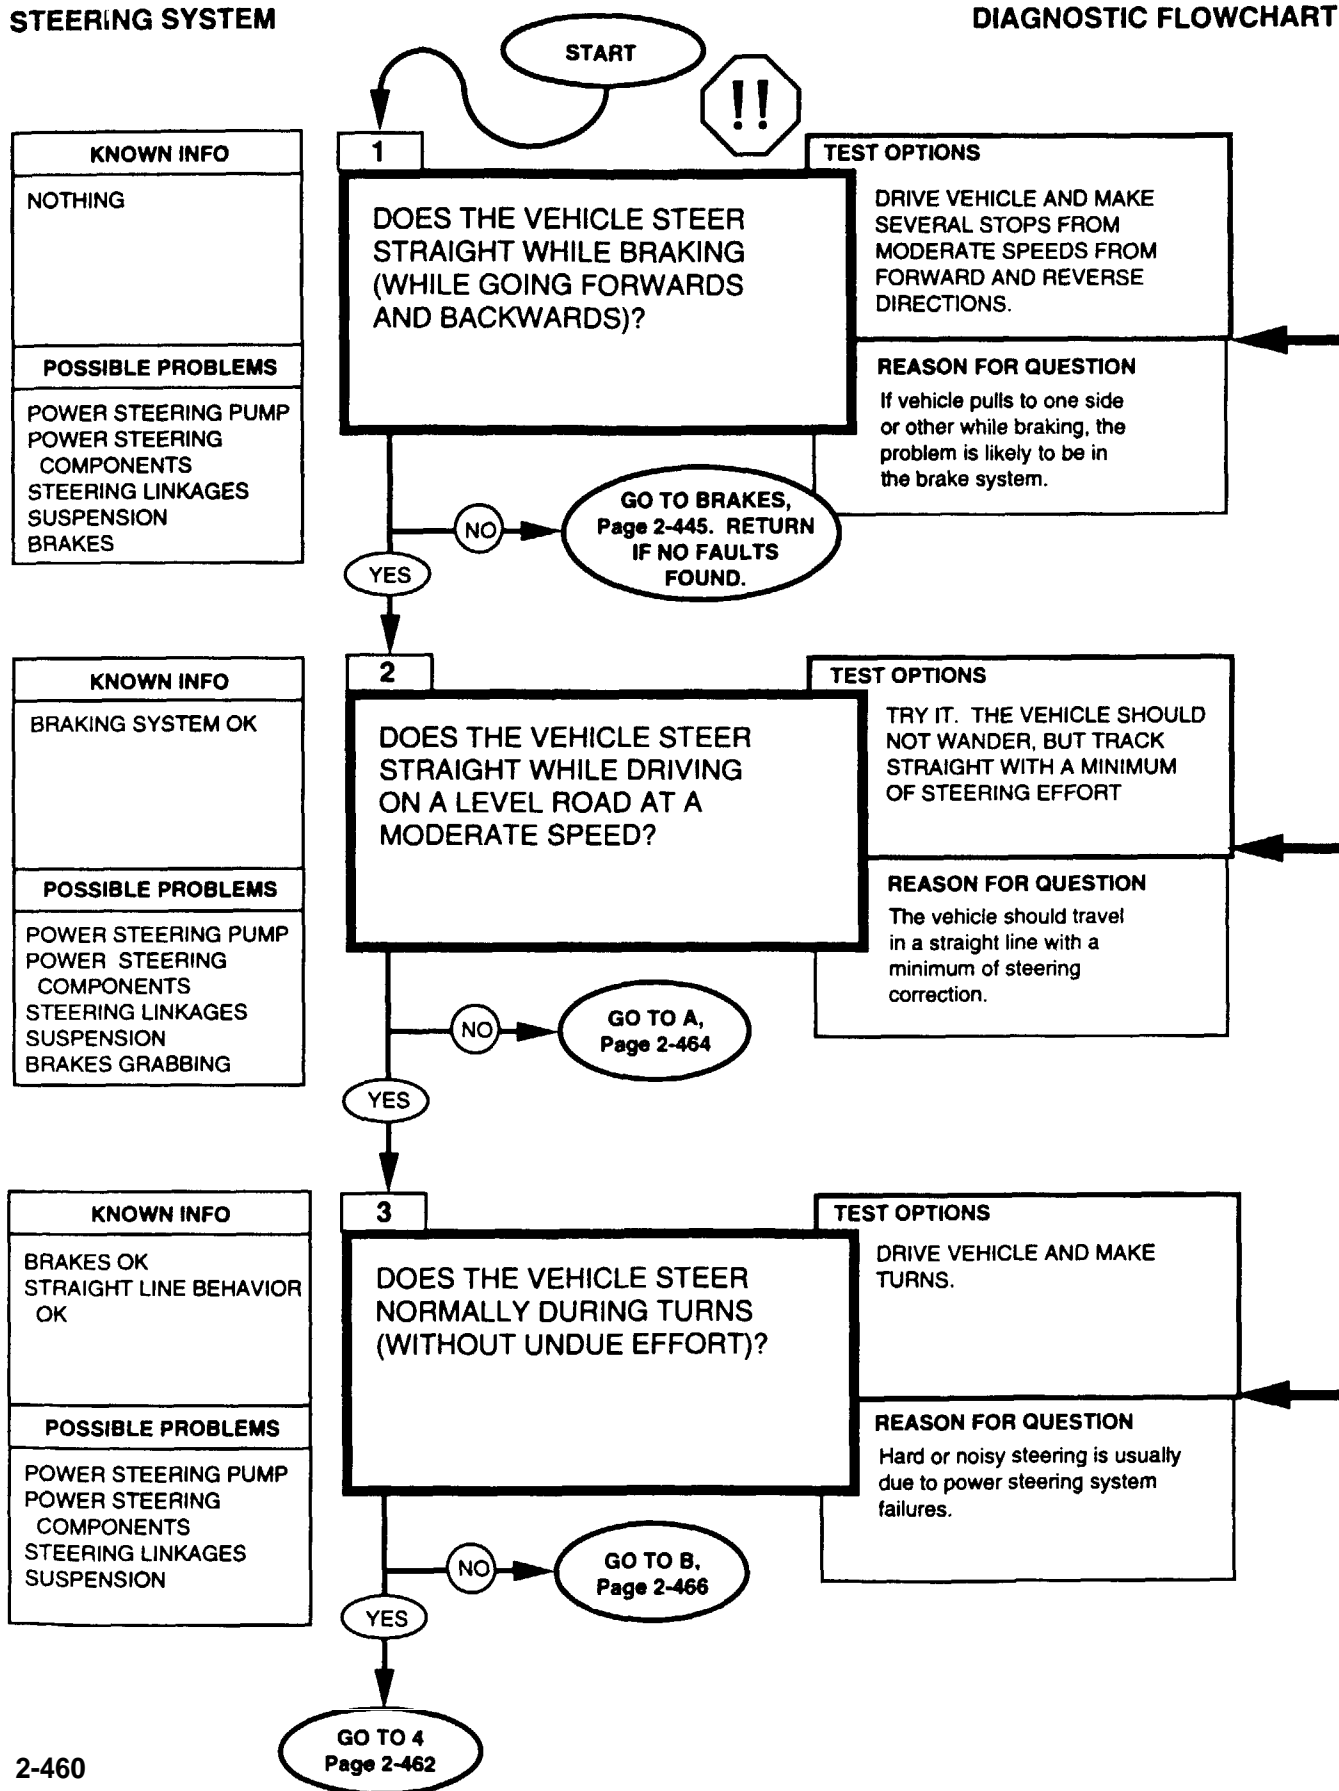 STEERING SYSTEM
DIAGNOSTIC FLOWCHART
START
!!
KNOWN INFO
NOTHING
POSSIBLE PROBLEMS
POWER STEERING PUMP
POWER STEERING
COMPONENTS
STEERING LINKAGES
SUSPENSION
BRAKES
1
DOES THE VEHICLE STEER
STRAIGHT WHILE BRAKING
(WHILE GOING FORWARDS
AND BACKWARDS)?
TEST OPTIONS
DRIVE VEHICLE AND MAKE
SEVERAL STOPS FROM
MODERATE SPEEDS FROM
FORWARD AND REVERSE
DIRECTIONS.
REASON FOR QUESTION
If vehicle pulls to one side
or other while braking, the
problem is likely to be in
the brake system.
NO
GO TO BRAKES,
Page 2-445. RETURN
IF NO FAULTS
FOUND.
YES
KNOWN INFO
BRAKING SYSTEM OK
POSSIBLE PROBLEMS
POWER STEERING PUMP
POWER STEERING
COMPONENTS
STEERING LINKAGES
SUSPENSION
BRAKES GRABBING
2
DOES THE VEHICLE STEER
STRAIGHT WHILE DRIVING
ON A LEVEL ROAD AT A
MODERATE SPEED?
TEST OPTIONS
TRY IT. THE VEHICLE SHOULD
NOT WANDER, BUT TRACK
STRAIGHT WITH A MINIMUM
OF STEERING EFFORT
REASON FOR QUESTION
The vehicle should travel
in a straight line with a
minimum of steering
correction.
NO
GO TO A,
Page 2-464
YES
KNOWN INFO
BRAKES OK
STRAIGHT LINE BEHAVIOR
OK
POSSIBLE PROBLEMS
POWER STEERING PUMP
POWER STEERING
COMPONENTS
STEERING LINKAGES
SUSPENSION
3
DOES THE VEHICLE STEER
NORMALLY DURING TURNS
(WITHOUT UNDUE EFFORT)?
TEST OPTIONS
DRIVE VEHICLE AND MAKE
TURNS.
REASON FOR QUESTION
Hard or noisy steering is usually
due to power steering system
failures.
NO
GO TO B,
Page 2-466
YES
GO TO 4
Page 2-462
2-460